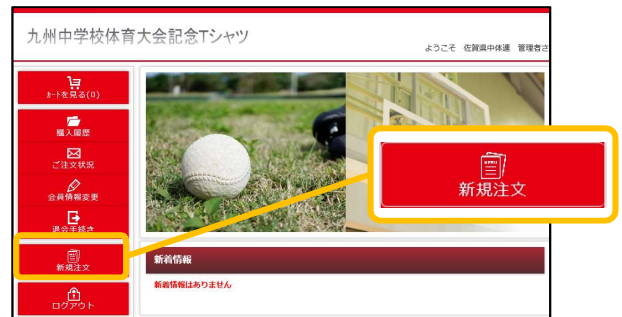 九州中学校体育大会記念Tシャツ
ようこそ 佐賀県中体連 管理者さ
カートを見る(0)
購入履歴
ご注文状況
会員情報変更
退会手続き
新規注文
ログアウト
MENU
新規注文
新着情報
新着情報はありません